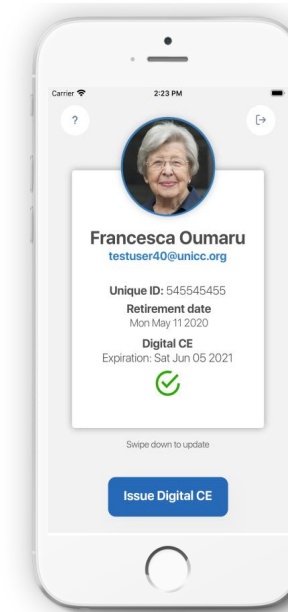 Carrier 2:23 PM
?
Francesca Oumaru
testuser40@unicc.org
Unique ID: 545545455
Retirement date
Mon May 11 2020
Digital CE
Expiration: Sat Jun 05 2021
Swipe down to update
Issue Digital CE